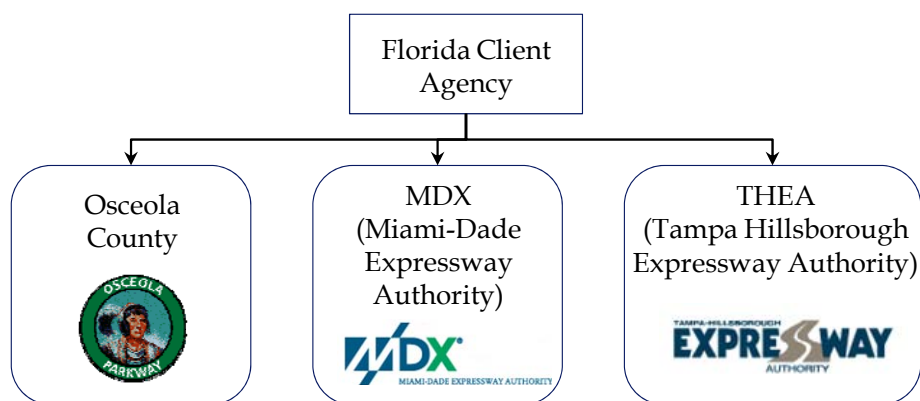 Florida Client
Agency
Osceola
County
OSCEOLA
PARKWAY
MDX
(Miami-Dade
Expressway
Authority)
MDX®
MIAMI-DADE EXPRESSWAY AUTHORITY
THEA
(Tampa Hillsborough
Expressway Authority)
TAMPA-HILLSBOROUGH
EXPRESSWAY
AUTHORITY